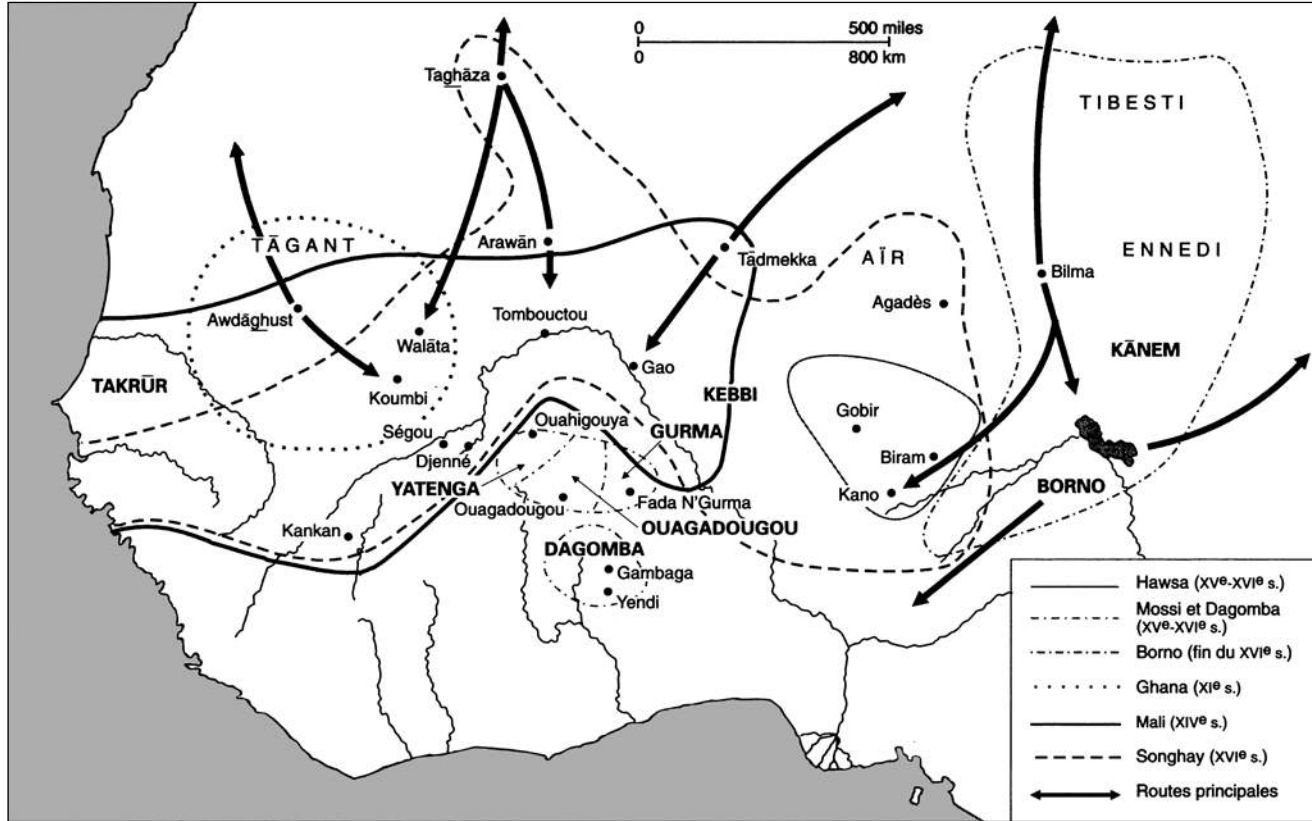 0 500 miles
0 800 km
Taghāza
TIBESTI
TĀGANT
Arawān
Tādmekka
AÏR
ENNEDI
Bilma
Agadès
Awdāghust
Walāta
Tombouctou
KĀNEM
Gao
TAKRŪR
Koumbi
KEBBI
Gobir
Ouahigouya
GURMA
Ségou
Djenné
Biram
YATENGA
Kano
BORNO
Ouagadougou
Fada N'Gurma
OUAGADOUGOU
Kankan
DAGOMBA
Gambaga
Yendi
Hawsa (XVe-XVIe s.)
Mossi et Dagomba
(XVe-XVIe s.)
Borno (fin du XVIe s.)
Ghana (XIe s.)
Mali (XIVe s.)
Songhay (XVIe s.)
Routes principales